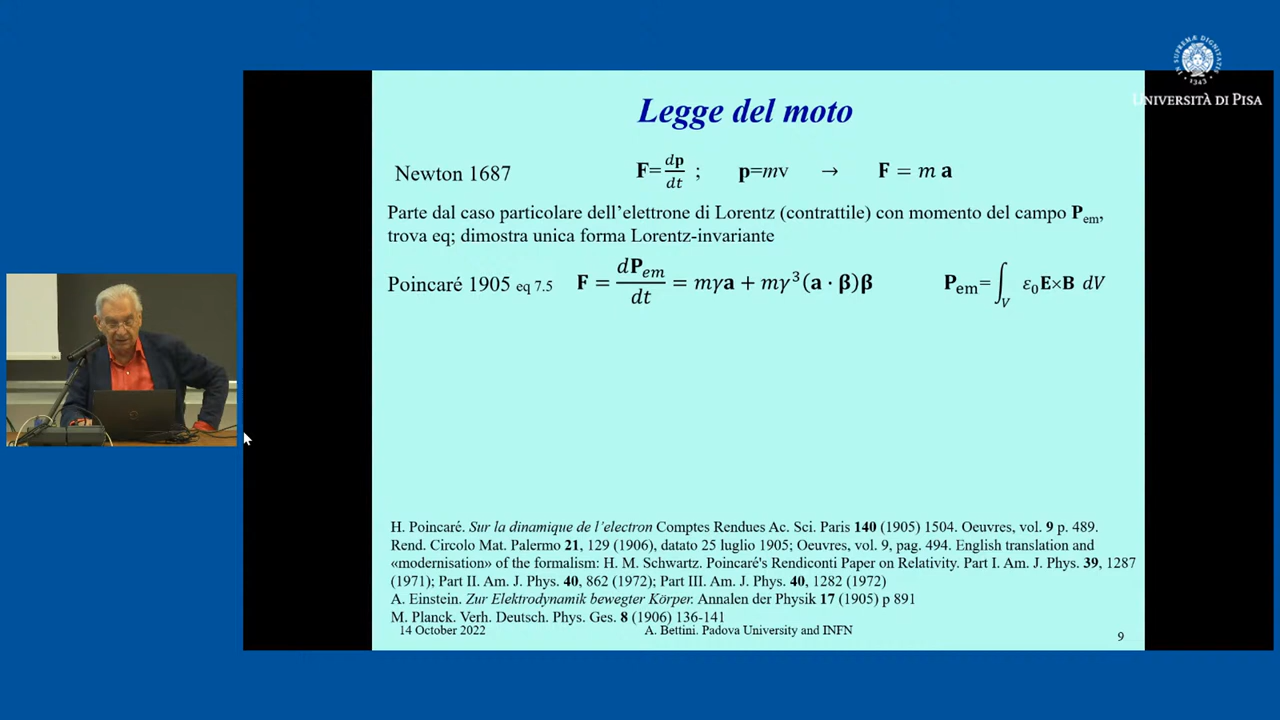 IN SUPREMÆ DIGNITATIS
1343
UNIVERSITÀ DI PISA
Legge del moto
Newton 1687 F=dp/dt ; p=mv → F = m a
Parte dal caso particolare dell’elettrone di Lorentz (contrattile) con momento del campo Pem,
trova eq; dimostra unica forma Lorentz-invariante
Poincaré 1905 eq 7.5 F = dPem/dt = mγa + mγ³(a · β)β Pem=∫V ε0E×B dV
H. Poincaré. Sur la dinamique de l’electron Comptes Rendues Ac. Sci. Paris 140 (1905) 1504. Oeuvres, vol. 9 p. 489.
Rend. Circolo Mat. Palermo 21, 129 (1906), datato 25 luglio 1905; Oeuvres, vol. 9, pag. 494. English translation and
«modernisation» of the formalism: H. M. Schwartz. Poincaré's Rendiconti Paper on Relativity. Part I. Am. J. Phys. 39, 1287
(1971); Part II. Am. J. Phys. 40, 862 (1972); Part III. Am. J. Phys. 40, 1282 (1972)
A. Einstein. Zur Elektrodynamik bewegter Körper. Annalen der Physik 17 (1905) p 891
M. Planck. Verh. Deutsch. Phys. Ges. 8 (1906) 136-141
14 October 2022 A. Bettini. Padova University and INFN 9